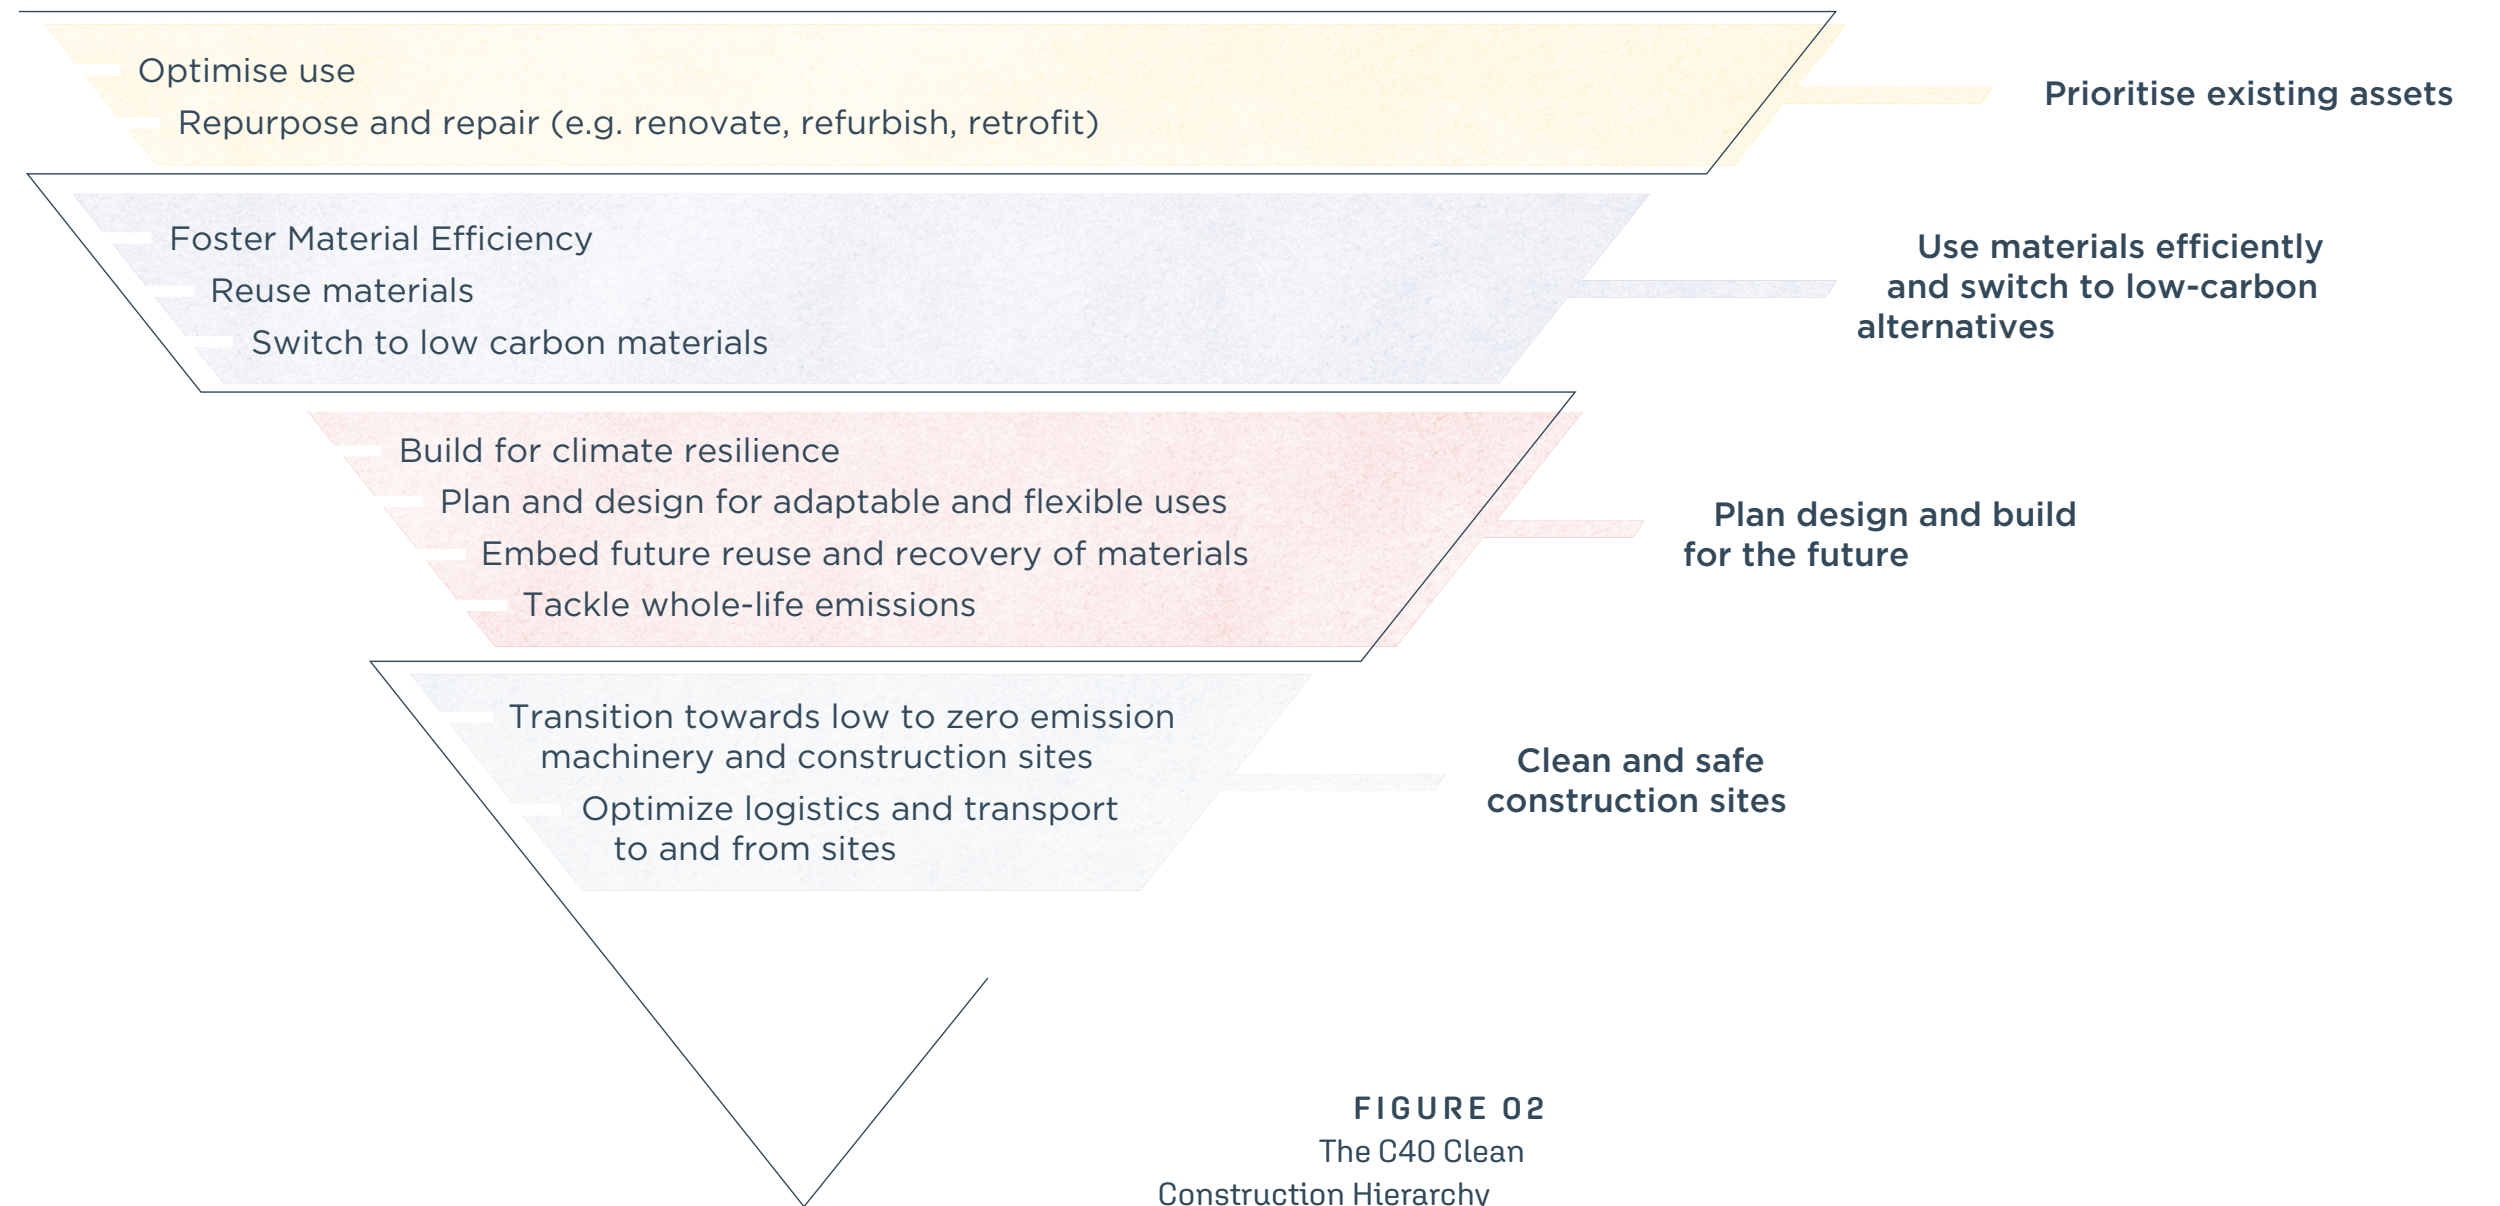 Optimise use
Repurpose and repair (e.g. renovate, refurbish, retrofit)
Prioritise existing assets
Foster Material Efficiency
Reuse materials
Switch to low carbon materials
Use materials efficiently
and switch to low-carbon
alternatives
Build for climate resilience
Plan and design for adaptable and flexible uses
Embed future reuse and recovery of materials
Tackle whole-life emissions
Plan design and build
for the future
Transition towards low to zero emission
machinery and construction sites
Optimize logistics and transport
to and from sites
Clean and safe
construction sites
FIGURE 02
The C40 Clean
Construction Hierarchy